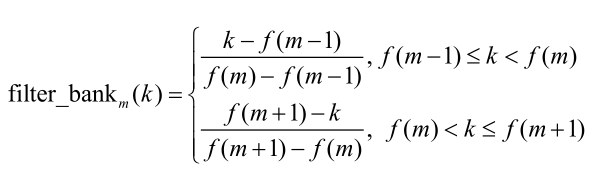 filter_bank_m(k) = { (k − f(m−1)) / (f(m) − f(m−1)), f(m−1) ≤ k < f(m)
(f(m+1) − k) / (f(m+1) − f(m)), f(m) < k ≤ f(m+1)